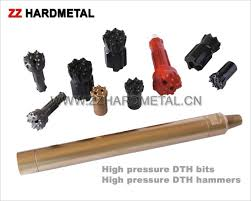 ZZ HARDMETAL
WWW.ZZHARDMETAL.CN
High pressure DTH bits
High pressure DTH hammers